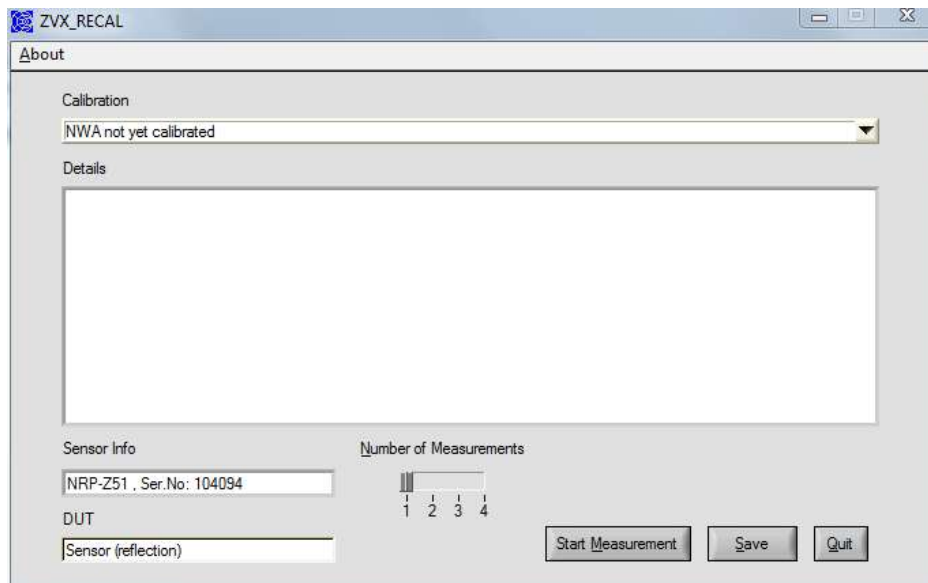 ZVX_RECAL
About
Calibration
NWA not yet calibrated
Details
Sensor Info
Number of Measurements
NRP-Z51 , Ser.No: 104094
1 2 3 4
DUT
Sensor (reflection)
Start Measurement
Save
Quit